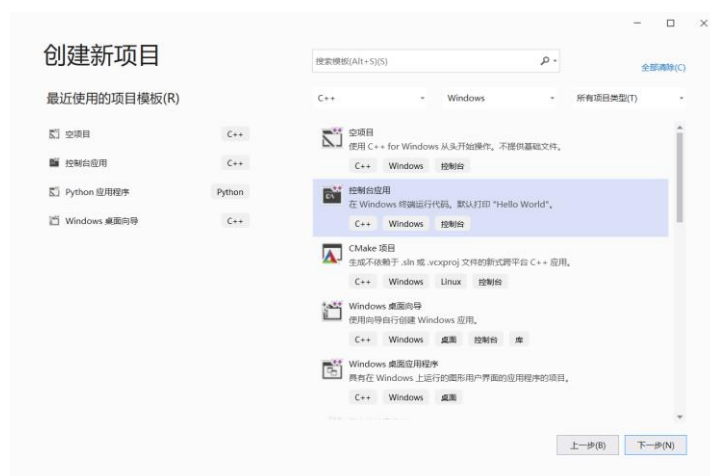 创建新项目
搜索模板(Alt+S)(S)
全部清除(C)
最近使用的项目模板(R)
C++ Windows 所有项目类型(T)
空项目 C++
控制台应用 C++
Python 应用程序 Python
Windows 桌面向导 C++
空项目
使用 C++ for Windows 从头开始操作。不提供基础文件。
C++ Windows 控制台
控制台应用
在 Windows 终端运行代码。默认打印 "Hello World"。
C++ Windows 控制台
CMake 项目
生成不依赖于 .sln 或 .vcxproj 文件的新式跨平台 C++ 应用。
C++ Windows Linux 控制台
Windows 桌面向导
使用向导自行创建 Windows 应用。
C++ Windows 桌面 控制台 库
Windows 桌面应用程序
具有在 Windows 上运行的图形用户界面的应用程序的项目。
C++ Windows 桌面
上一步(B) 下一步(N)